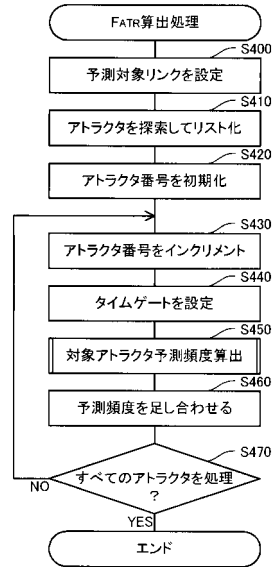 FATR算出処理
S400
予測対象リンクを設定
S410
アトラクタを探索してリスト化
S420
アトラクタ番号を初期化
S430
アトラクタ番号をインクリメント
S440
タイムゲートを設定
S450
対象アトラクタ予測頻度算出
S460
予測頻度を足し合わせる
S470
すべてのアトラクタを処理
?
NO
YES
エンド